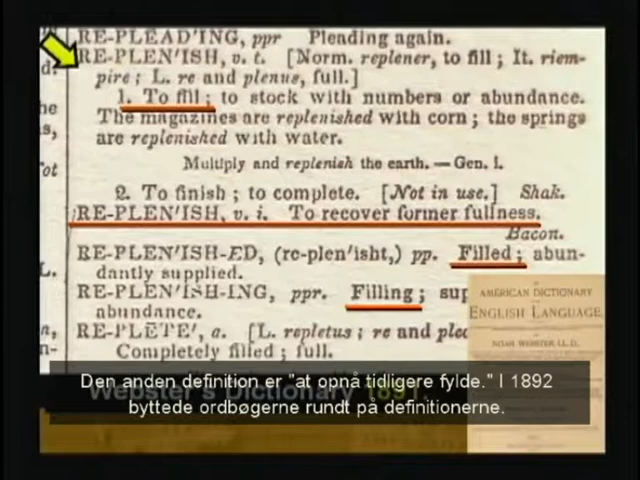 RE-PLEAD'ING, ppr Pleading again.
RE-PLEN'ISH, v. t. [Norm. replener, to fill; It. riem-
pire; L. re and plenus, full.]
1. To fill; to stock with numbers or abundance.
The magazines are replenished with corn; the springs
are replenished with water.
Multiply and replenish the earth. — Gen. i.
2. To finish; to complete. [Not in use.] Shak.
RE-PLEN'ISH, v. i. To recover former fullness.
Bacon.
RE-PLEN'ISH-ED, (re-plen'isht,) pp. Filled; abun-
dantly supplied.
RE-PLEN'ISH-ING, ppr. Filling; sup
abundance.
RE-PLETE', a. [L. repletus; re and
Completely filled; full.
AMERICAN DICTIONARY
ENGLISH LANGUAGE
NOAH WEBSTER LL.D.
Webster's Dictionary
Den anden definition er "at opnå tidligere fylde." I 1892
byttede ordbøgerne rundt på definitionerne.